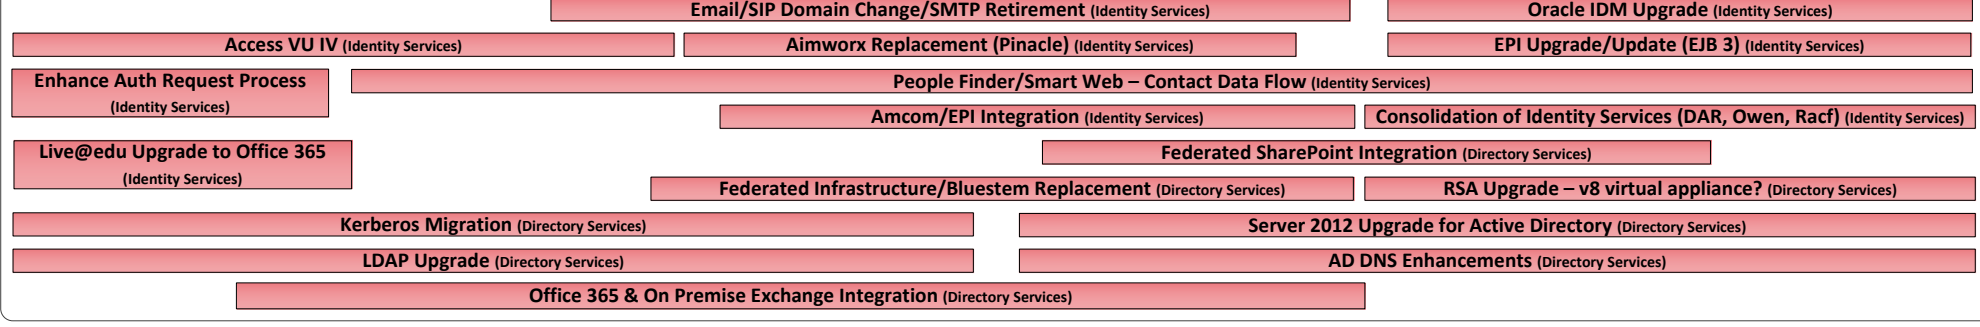 Email/SIP Domain Change/SMTP Retirement (Identity Services)
Oracle IDM Upgrade (Identity Services)
Access VU IV (Identity Services)
Aimworx Replacement (Pinacle) (Identity Services)
EPI Upgrade/Update (EJB 3) (Identity Services)
Enhance Auth Request Process
(Identity Services)
People Finder/Smart Web – Contact Data Flow (Identity Services)
Amcom/EPI Integration (Identity Services)
Consolidation of Identity Services (DAR, Owen, Racf) (Identity Services)
Live@edu Upgrade to Office 365
(Identity Services)
Federated SharePoint Integration (Directory Services)
Federated Infrastructure/Bluestem Replacement (Directory Services)
RSA Upgrade – v8 virtual appliance? (Directory Services)
Kerberos Migration (Directory Services)
Server 2012 Upgrade for Active Directory (Directory Services)
LDAP Upgrade (Directory Services)
AD DNS Enhancements (Directory Services)
Office 365 & On Premise Exchange Integration (Directory Services)